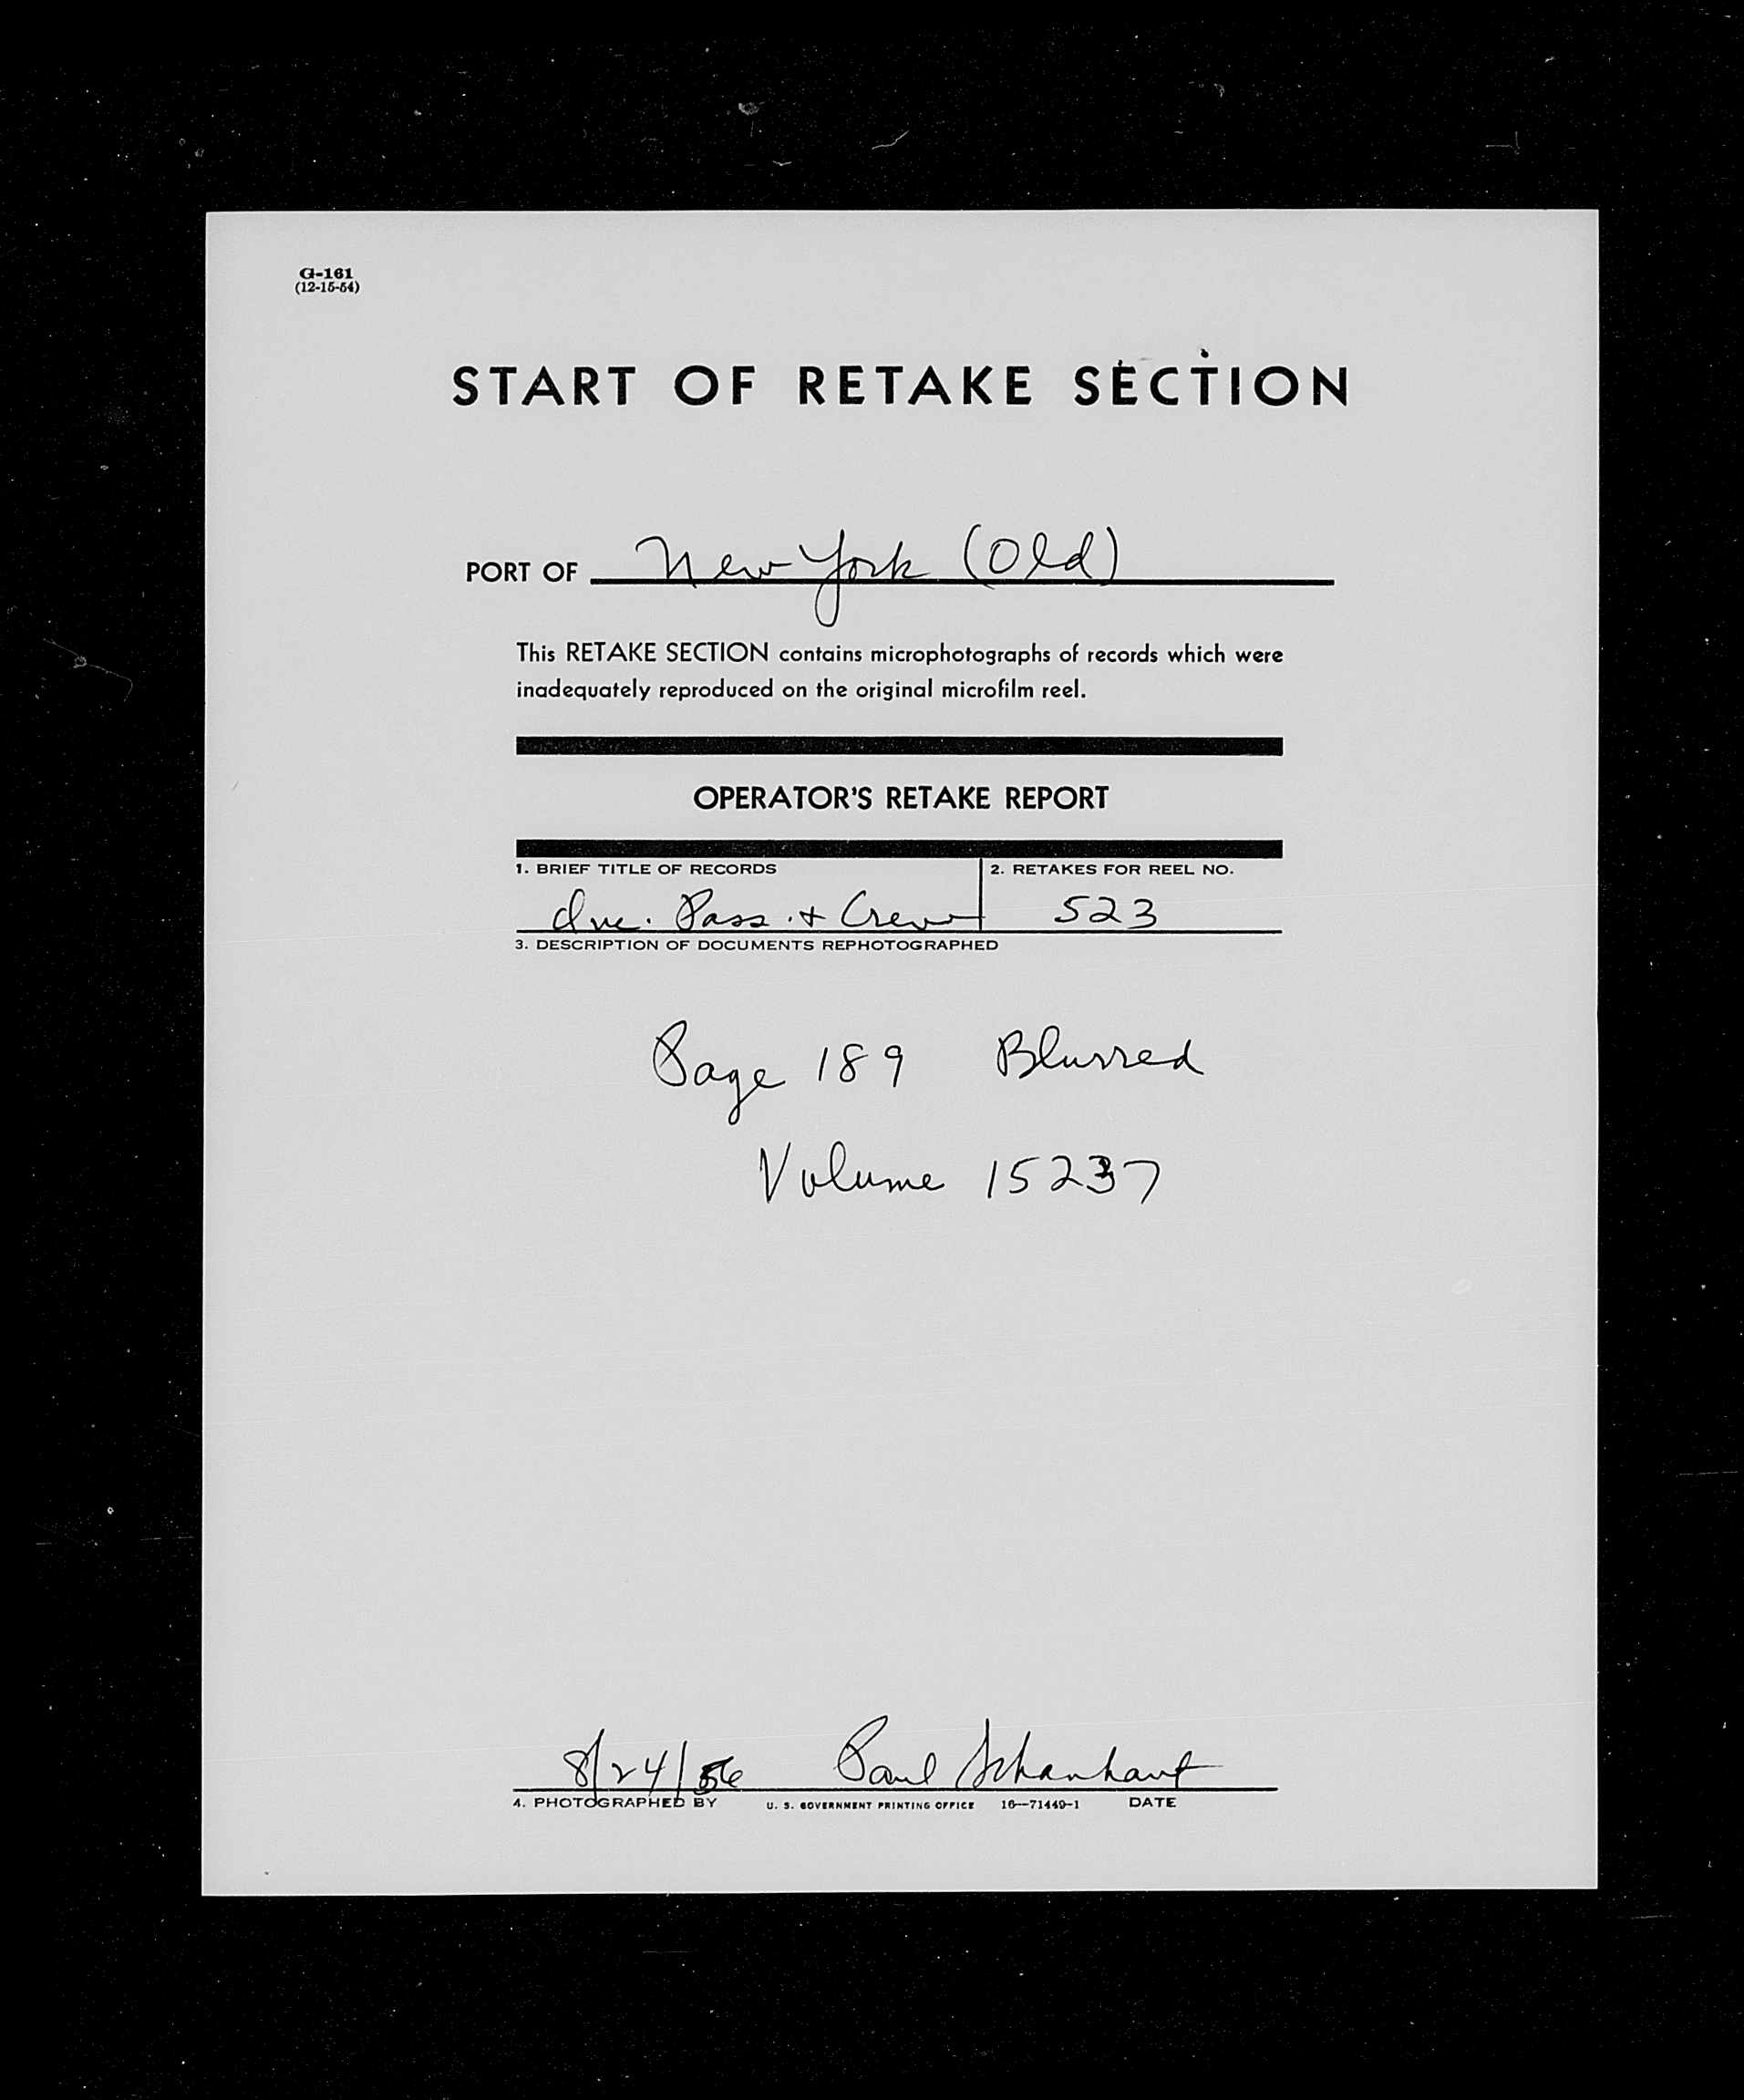 G-161
(12-15-54)
START OF RETAKE SECTION
PORT OF New York (Old)
This RETAKE SECTION contains microphotographs of records which were
inadequately reproduced on the original microfilm reel.
OPERATOR'S RETAKE REPORT
1. BRIEF TITLE OF RECORDS 2. RETAKES FOR REEL NO.
Inc. Pass. + Crew 523
3. DESCRIPTION OF DOCUMENTS REPHOTOGRAPHED
Page 189 Blurred
Volume 15237
8/24/56 Paul
4. PHOTOGRAPHED BY U. S. GOVERNMENT PRINTING OFFICE 16—71449-1 DATE